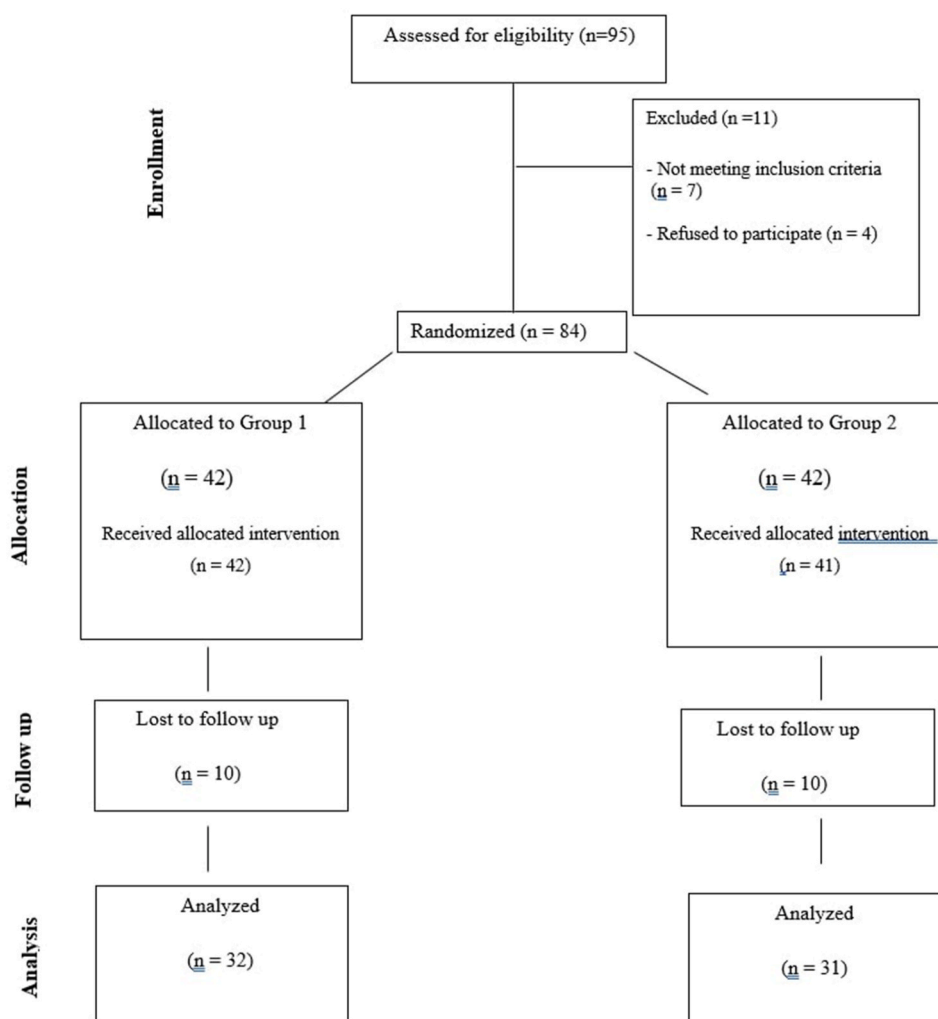 Assessed for eligibility (n=95)
Enrollment
Excluded (n =11)
- Not meeting inclusion criteria
(n = 7)
- Refused to participate (n = 4)
Randomized (n = 84)
Allocation
Allocated to Group 1
(n = 42)
Received allocated intervention
(n = 42)
Allocated to Group 2
(n = 42)
Received allocated intervention
(n = 41)
Follow up
Lost to follow up
(n = 10)
Lost to follow up
(n = 10)
Analysis
Analyzed
(n = 32)
Analyzed
(n = 31)